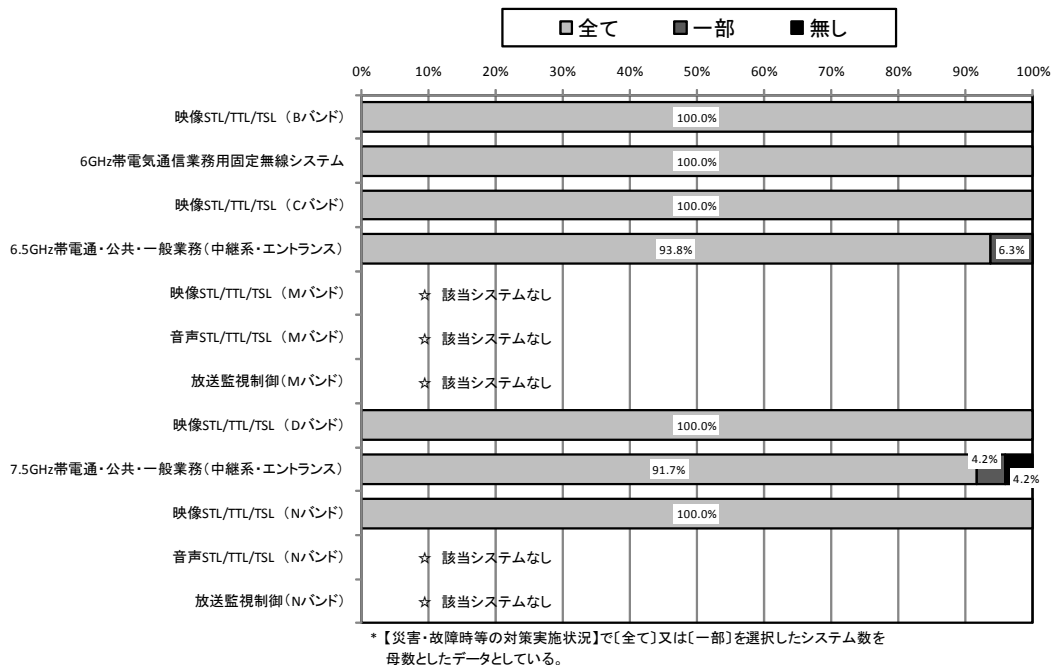 全て 一部 無し
0% 10% 20% 30% 40% 50% 60% 70% 80% 90% 100%
映像STL/TTL/TSL (Bバンド) 100.0%
6GHz帯電気通信業務用固定無線システム 100.0%
映像STL/TTL/TSL (Cバンド) 100.0%
6.5GHz帯電通・公共・一般業務(中継系・エントランス) 93.8% 6.3%
映像STL/TTL/TSL (Mバンド) ☆ 該当システムなし
音声STL/TTL/TSL (Mバンド) ☆ 該当システムなし
放送監視制御(Mバンド) ☆ 該当システムなし
映像STL/TTL/TSL (Dバンド) 100.0%
7.5GHz帯電通・公共・一般業務(中継系・エントランス) 91.7% 4.2% 4.2%
映像STL/TTL/TSL (Nバンド) 100.0%
音声STL/TTL/TSL (Nバンド) ☆ 該当システムなし
放送監視制御(Nバンド) ☆ 該当システムなし
* 【災害・故障時等の対策実施状況】で〔全て〕又は〔一部〕を選択したシステム数を
母数としたデータとしている。